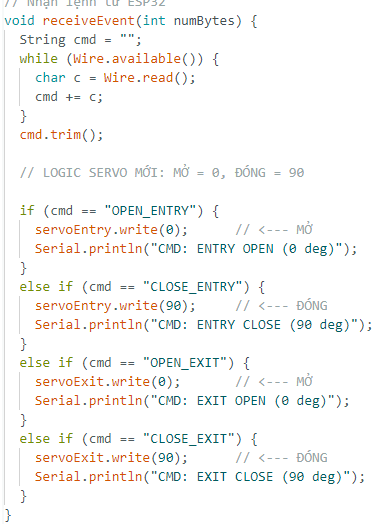 // Nhận lệnh từ ESP32
void receiveEvent(int numBytes) {
  String cmd = "";
  while (Wire.available()) {
    char c = Wire.read();
    cmd += c;
  }
  cmd.trim();

  // LOGIC SERVO MỚI: MỞ = 0, ĐÓNG = 90

  if (cmd == "OPEN_ENTRY") {
    servoEntry.write(0);      // <--- MỞ
    Serial.println("CMD: ENTRY OPEN (0 deg)");
  }
  else if (cmd == "CLOSE_ENTRY") {
    servoEntry.write(90);     // <--- ĐÓNG
    Serial.println("CMD: ENTRY CLOSE (90 deg)");
  }
  else if (cmd == "OPEN_EXIT") {
    servoExit.write(0);       // <--- MỞ
    Serial.println("CMD: EXIT OPEN (0 deg)");
  }
  else if (cmd == "CLOSE_EXIT") {
    servoExit.write(90);      // <--- ĐÓNG
    Serial.println("CMD: EXIT CLOSE (90 deg)");
  }
}